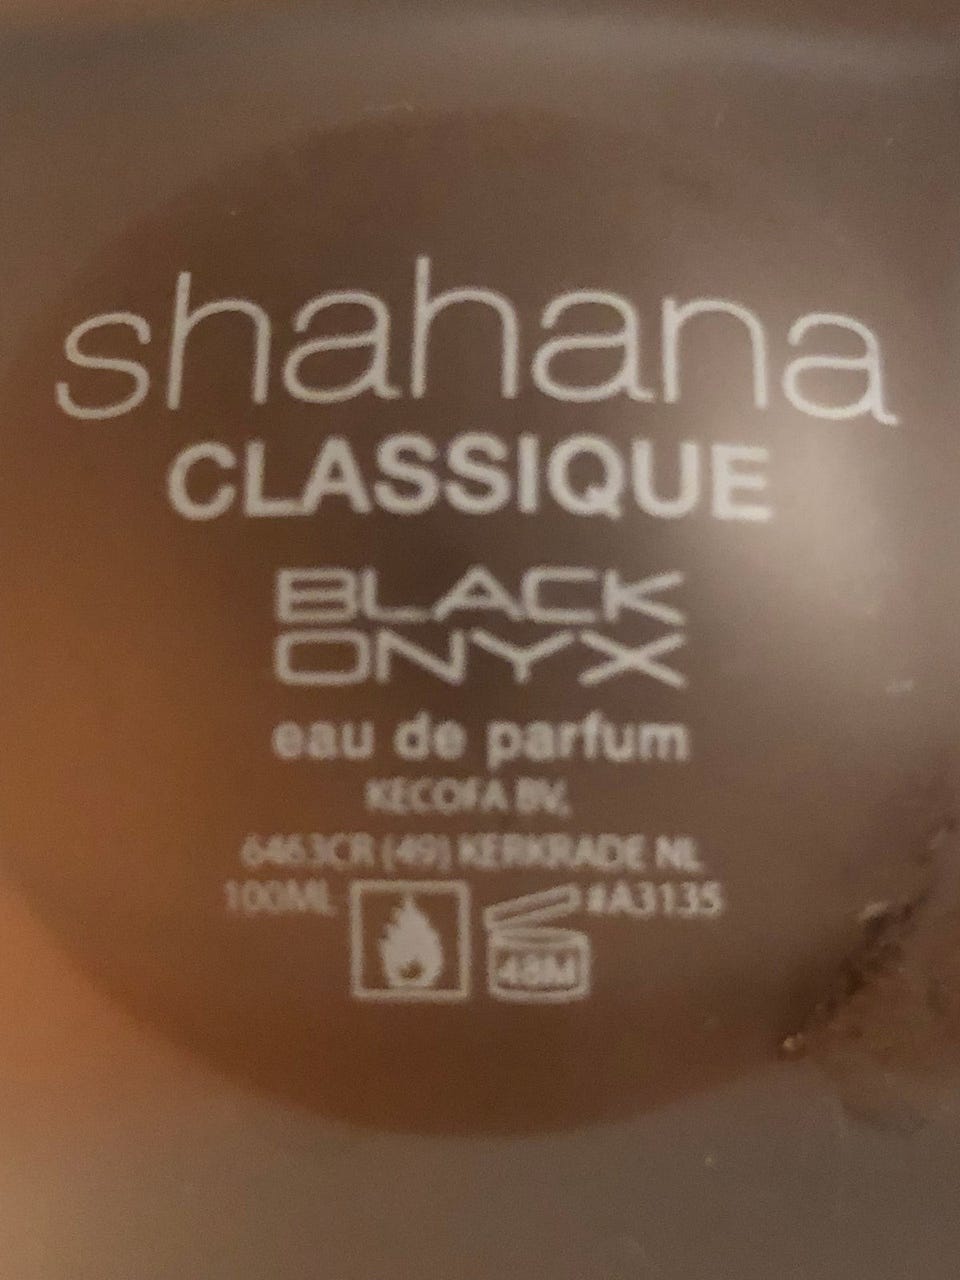 shahana
CLASSIQUE
BLACK
ONYX
eau de parfum
KECOFA BV,
6463CR (49) KERKRADE NL
100ML #A3135
48M